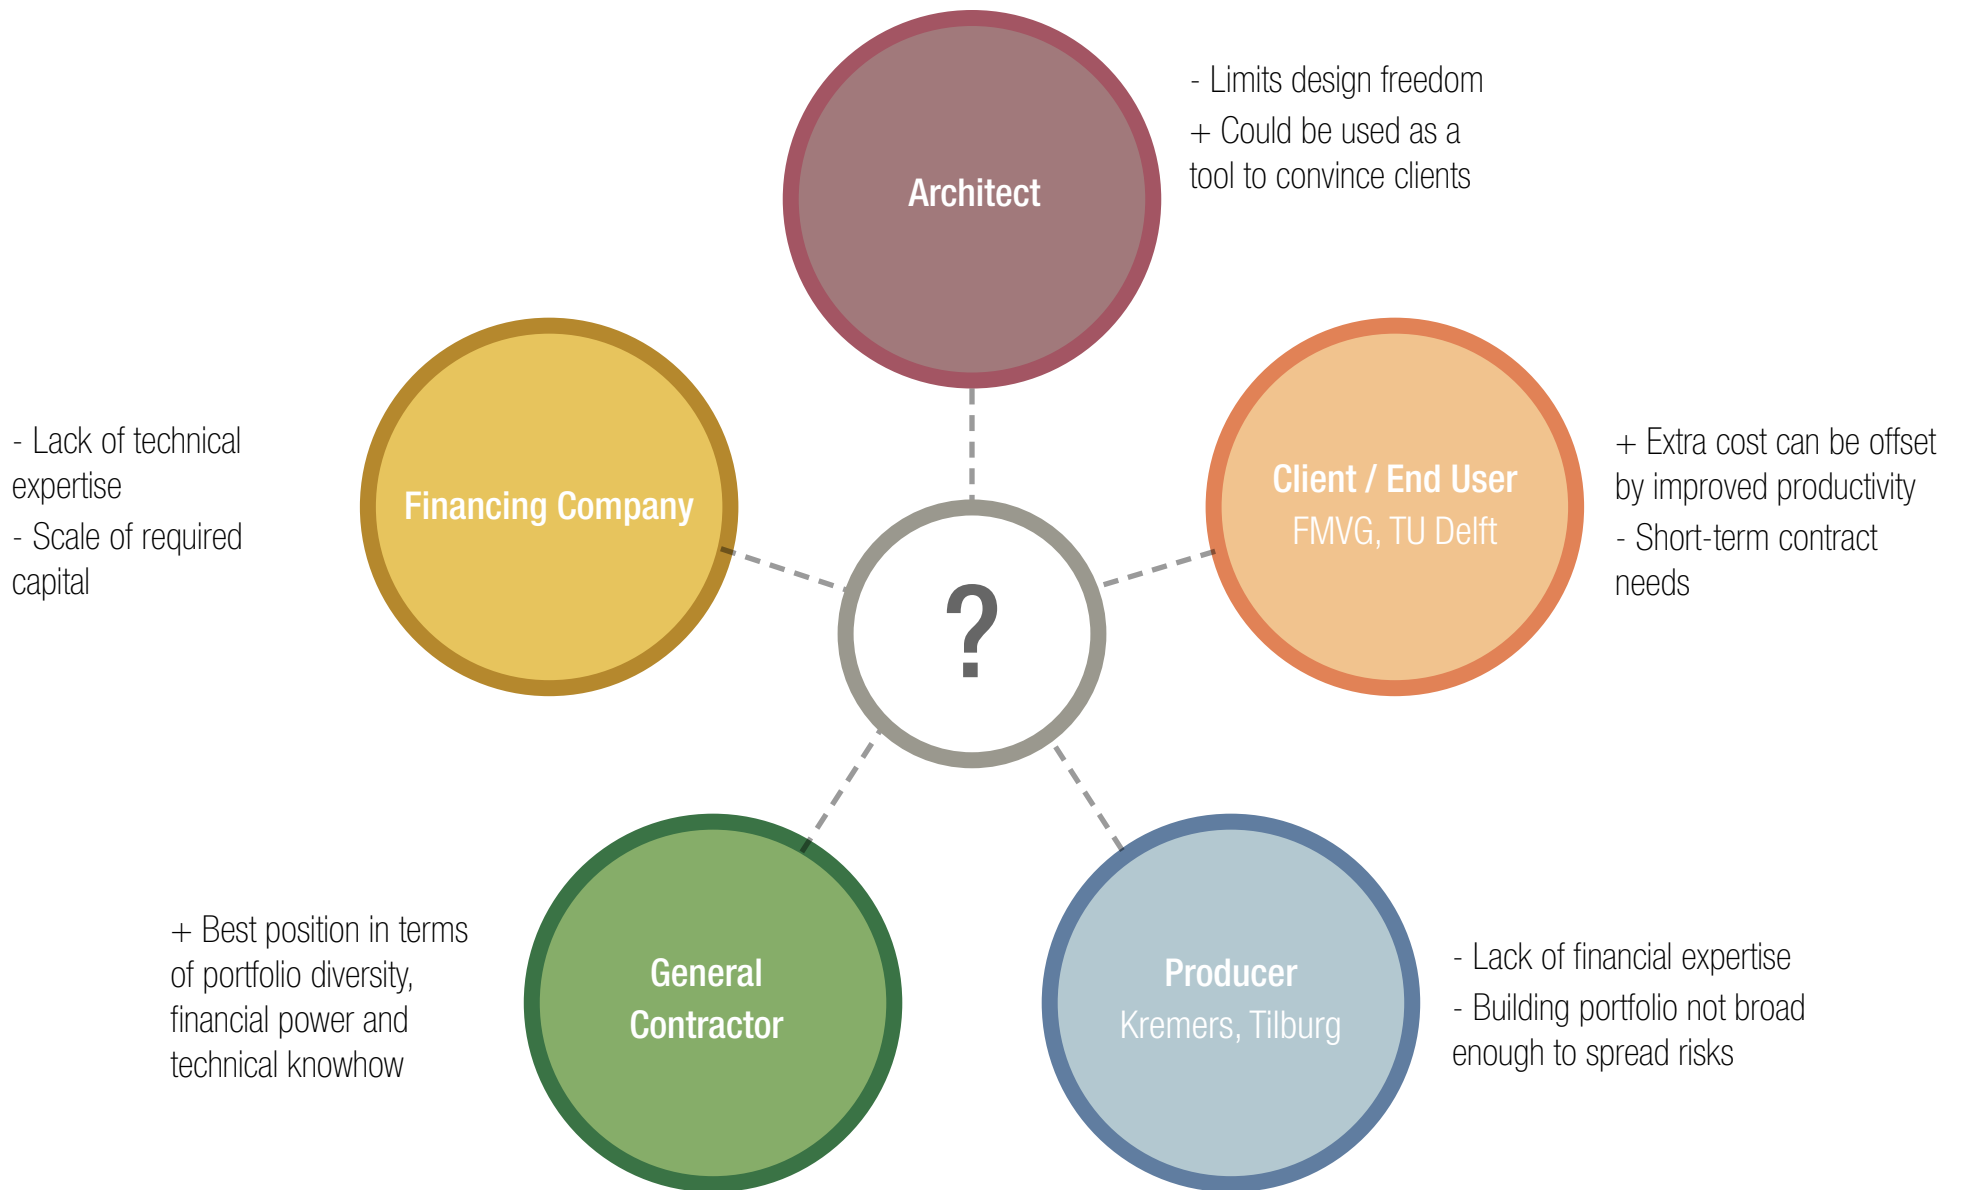 Architect
- Limits design freedom
+ Could be used as a
tool to convince clients
Financing Company
- Lack of technical
expertise
- Scale of required
capital
Client / End User
FMVG, TU Delft
+ Extra cost can be offset
by improved productivity
- Short-term contract
needs
?
General
Contractor
+ Best position in terms
of portfolio diversity,
financial power and
technical knowhow
Producer
Kremers, Tilburg
- Lack of financial expertise
- Building portfolio not broad
enough to spread risks